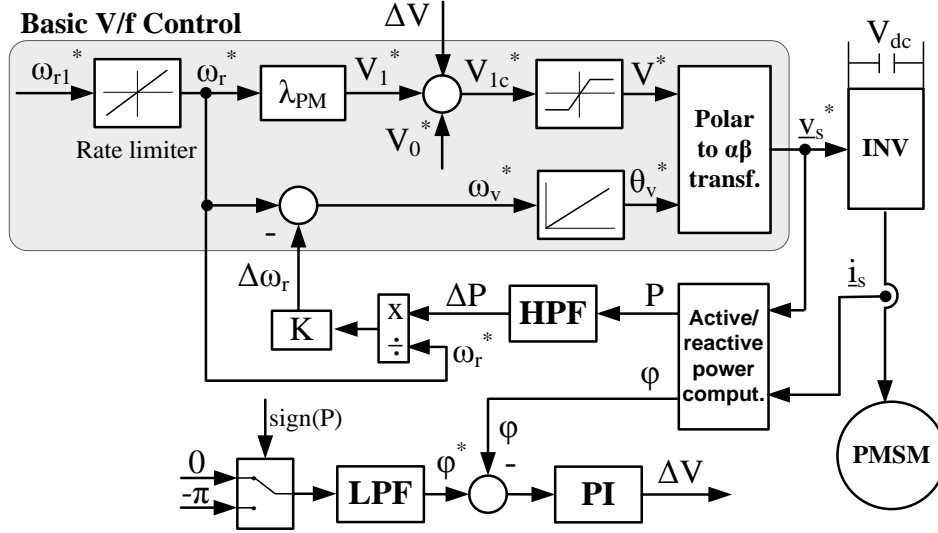 Basic V/f Control
ΔV
V_dc
ω_r1^*
ω_r^*
λ_PM
V_1^*
V_1c^*
V^*
Rate limiter
V_0^*
Polar
to αβ
transf.
v_s^*
INV
ω_v^*
θ_v^*
-
Δω_r
i_s
K
x
÷
ΔP
HPF
P
ω_r^*
Active/
reactive
power
comput.
φ
PMSM
sign(P)
0
-π
LPF
φ^*
φ
-
PI
ΔV